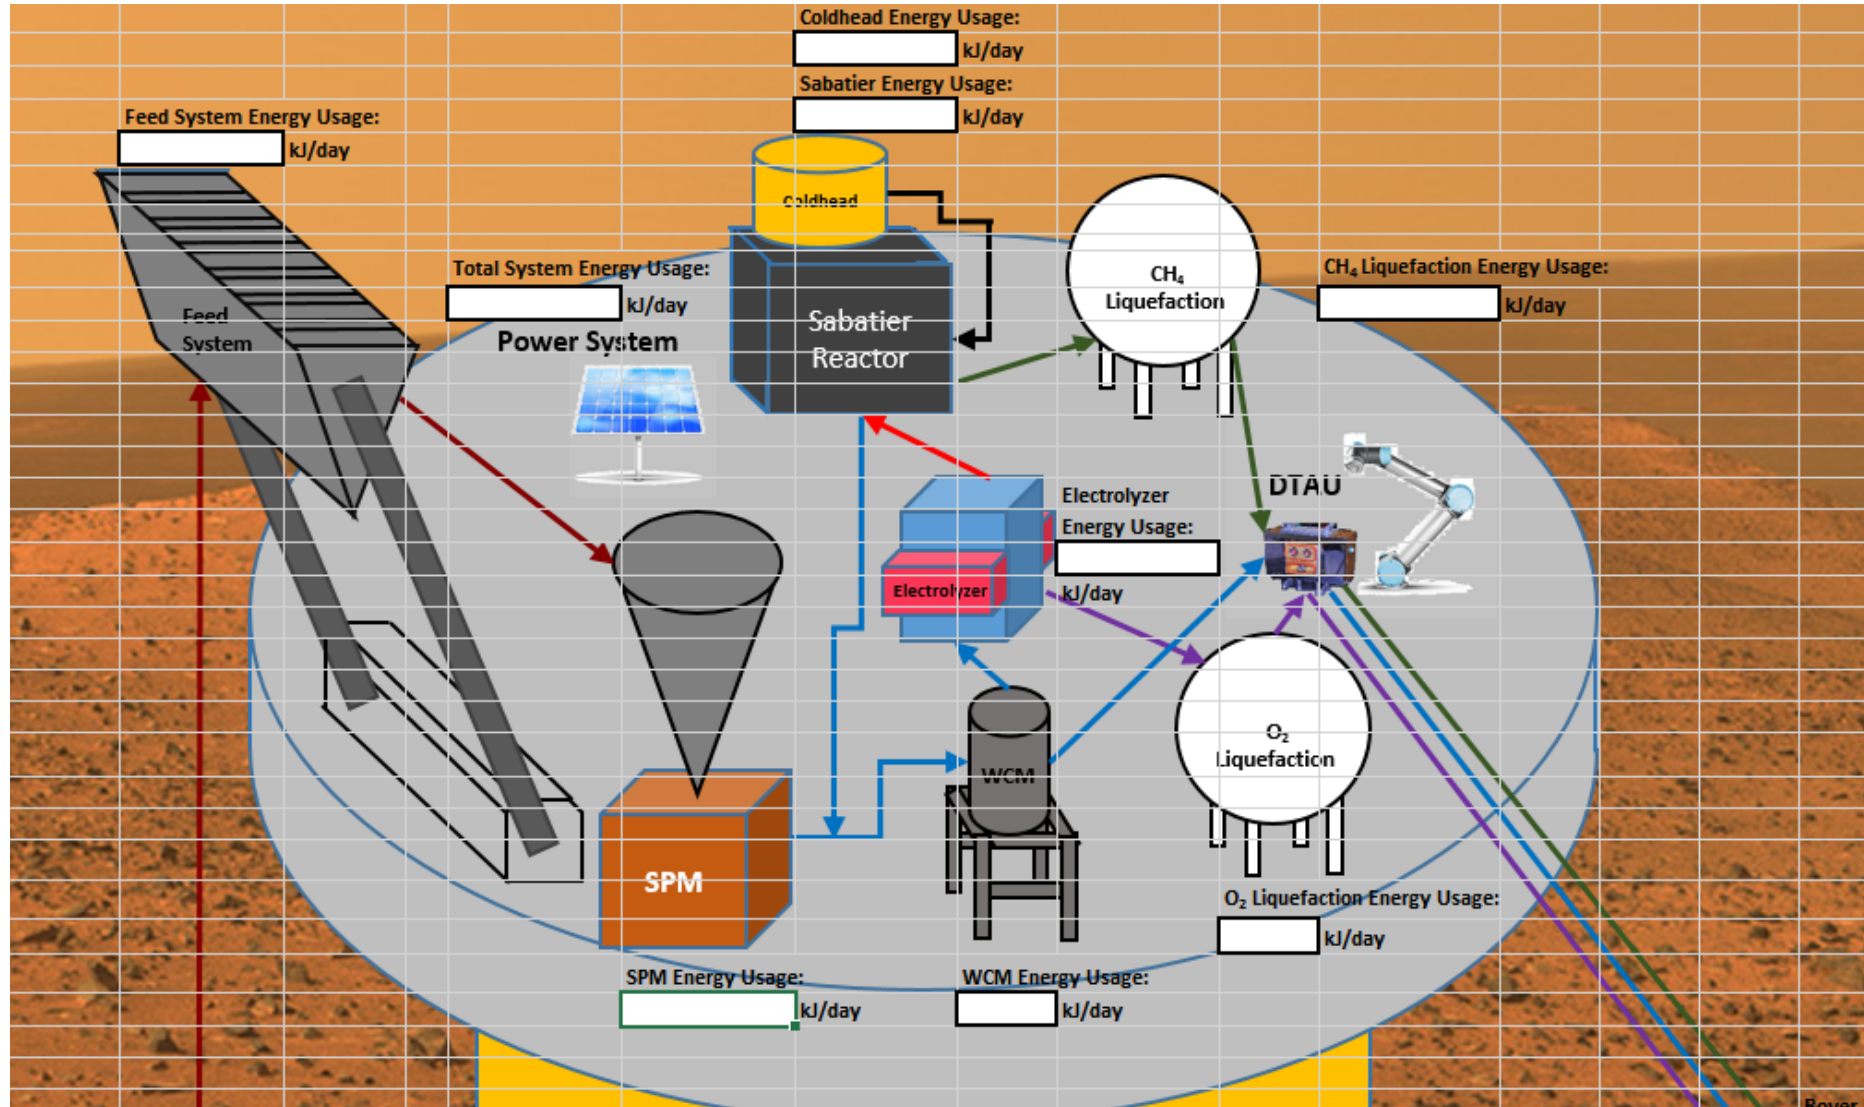 Coldhead Energy Usage:
kJ/day
Sabatier Energy Usage:
kJ/day
Feed System Energy Usage:
kJ/day
Coldhead
Total System Energy Usage:
kJ/day
Power System
Feed
System
Sabatier
Reactor
CH₄
Liquefaction
CH₄ Liquefaction Energy Usage:
kJ/day
DTAU
Electrolyzer
Energy Usage:
kJ/day
Electrolyzer
O₂
Liquefaction
WCM
SPM
O₂ Liquefaction Energy Usage:
kJ/day
SPM Energy Usage:
kJ/day
WCM Energy Usage:
kJ/day
Rover